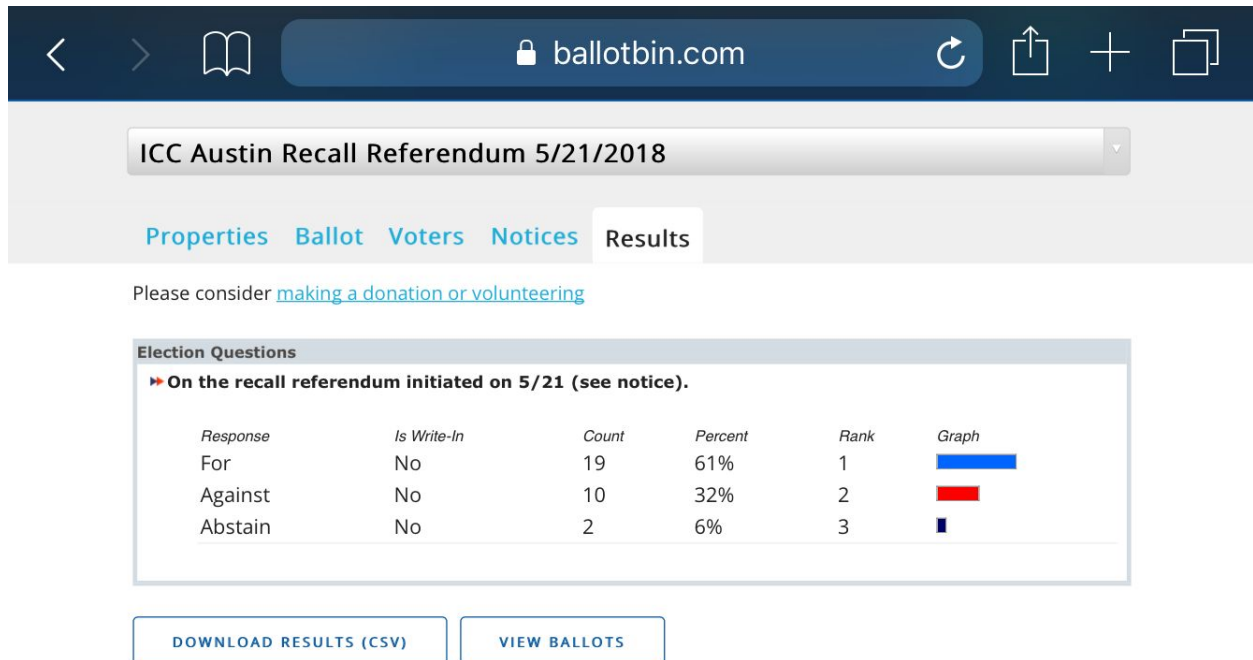 ballotbin.com
ICC Austin Recall Referendum 5/21/2018
Properties Ballot Voters Notices Results
Please consider making a donation or volunteering
Election Questions
On the recall referendum initiated on 5/21 (see notice).
Response Is Write-In Count Percent Rank Graph
For No 19 61% 1
Against No 10 32% 2
Abstain No 2 6% 3
DOWNLOAD RESULTS (CSV) VIEW BALLOTS